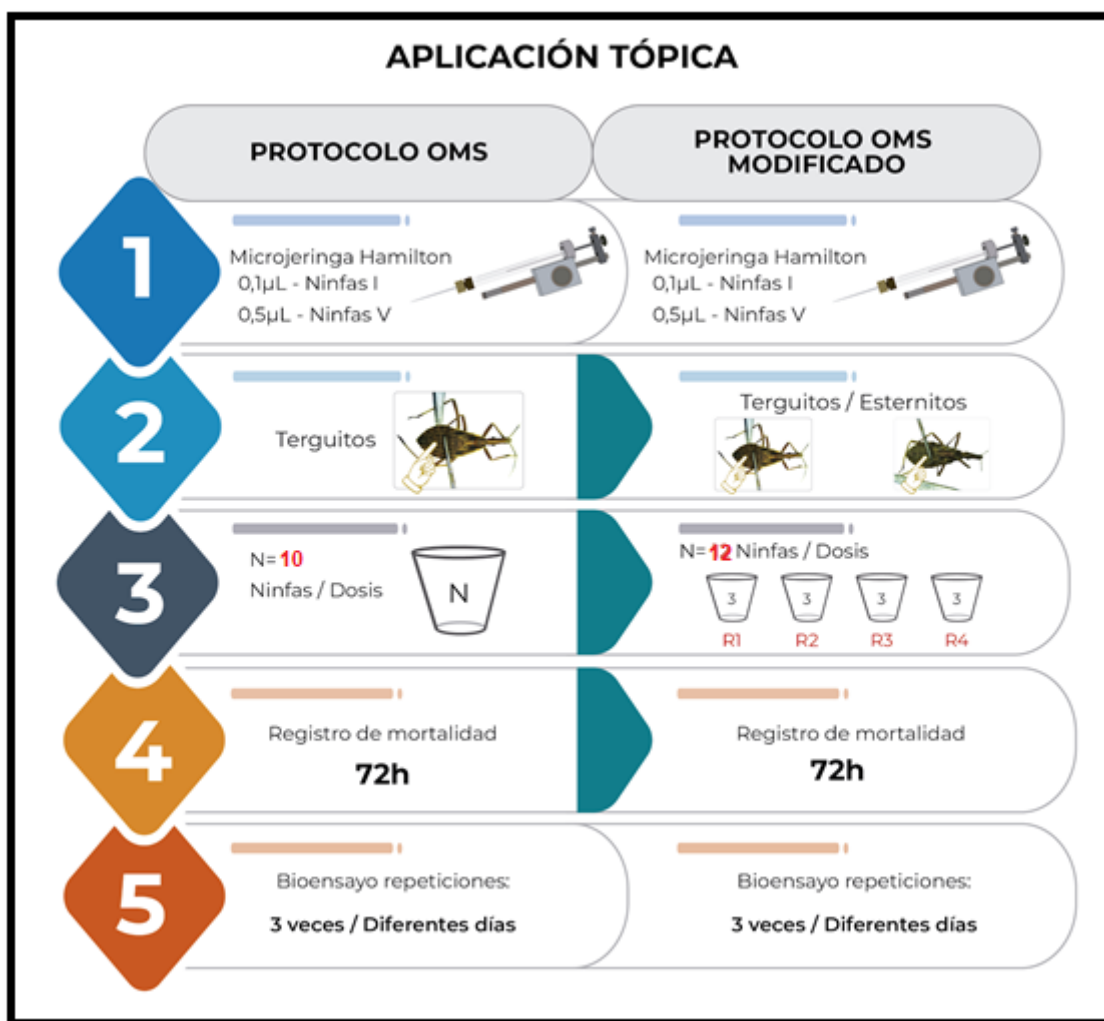 APLICACIÓN TÓPICA
PROTOCOLO OMS
PROTOCOLO OMS
MODIFICADO
1
Microjeringa Hamilton
0,1µL - Ninfas I
0,5µL - Ninfas V
Microjeringa Hamilton
0,1µL - Ninfas I
0,5µL - Ninfas V
2
Terguitos
Terguitos / Esternitos
3
N= 10
Ninfas / Dosis
N
N= 12 Ninfas / Dosis
3 3 3 3
R1 R2 R3 R4
4
Registro de mortalidad
72h
Registro de mortalidad
72h
5
Bioensayo repeticiones:
3 veces / Diferentes días
Bioensayo repeticiones:
3 veces / Diferentes días